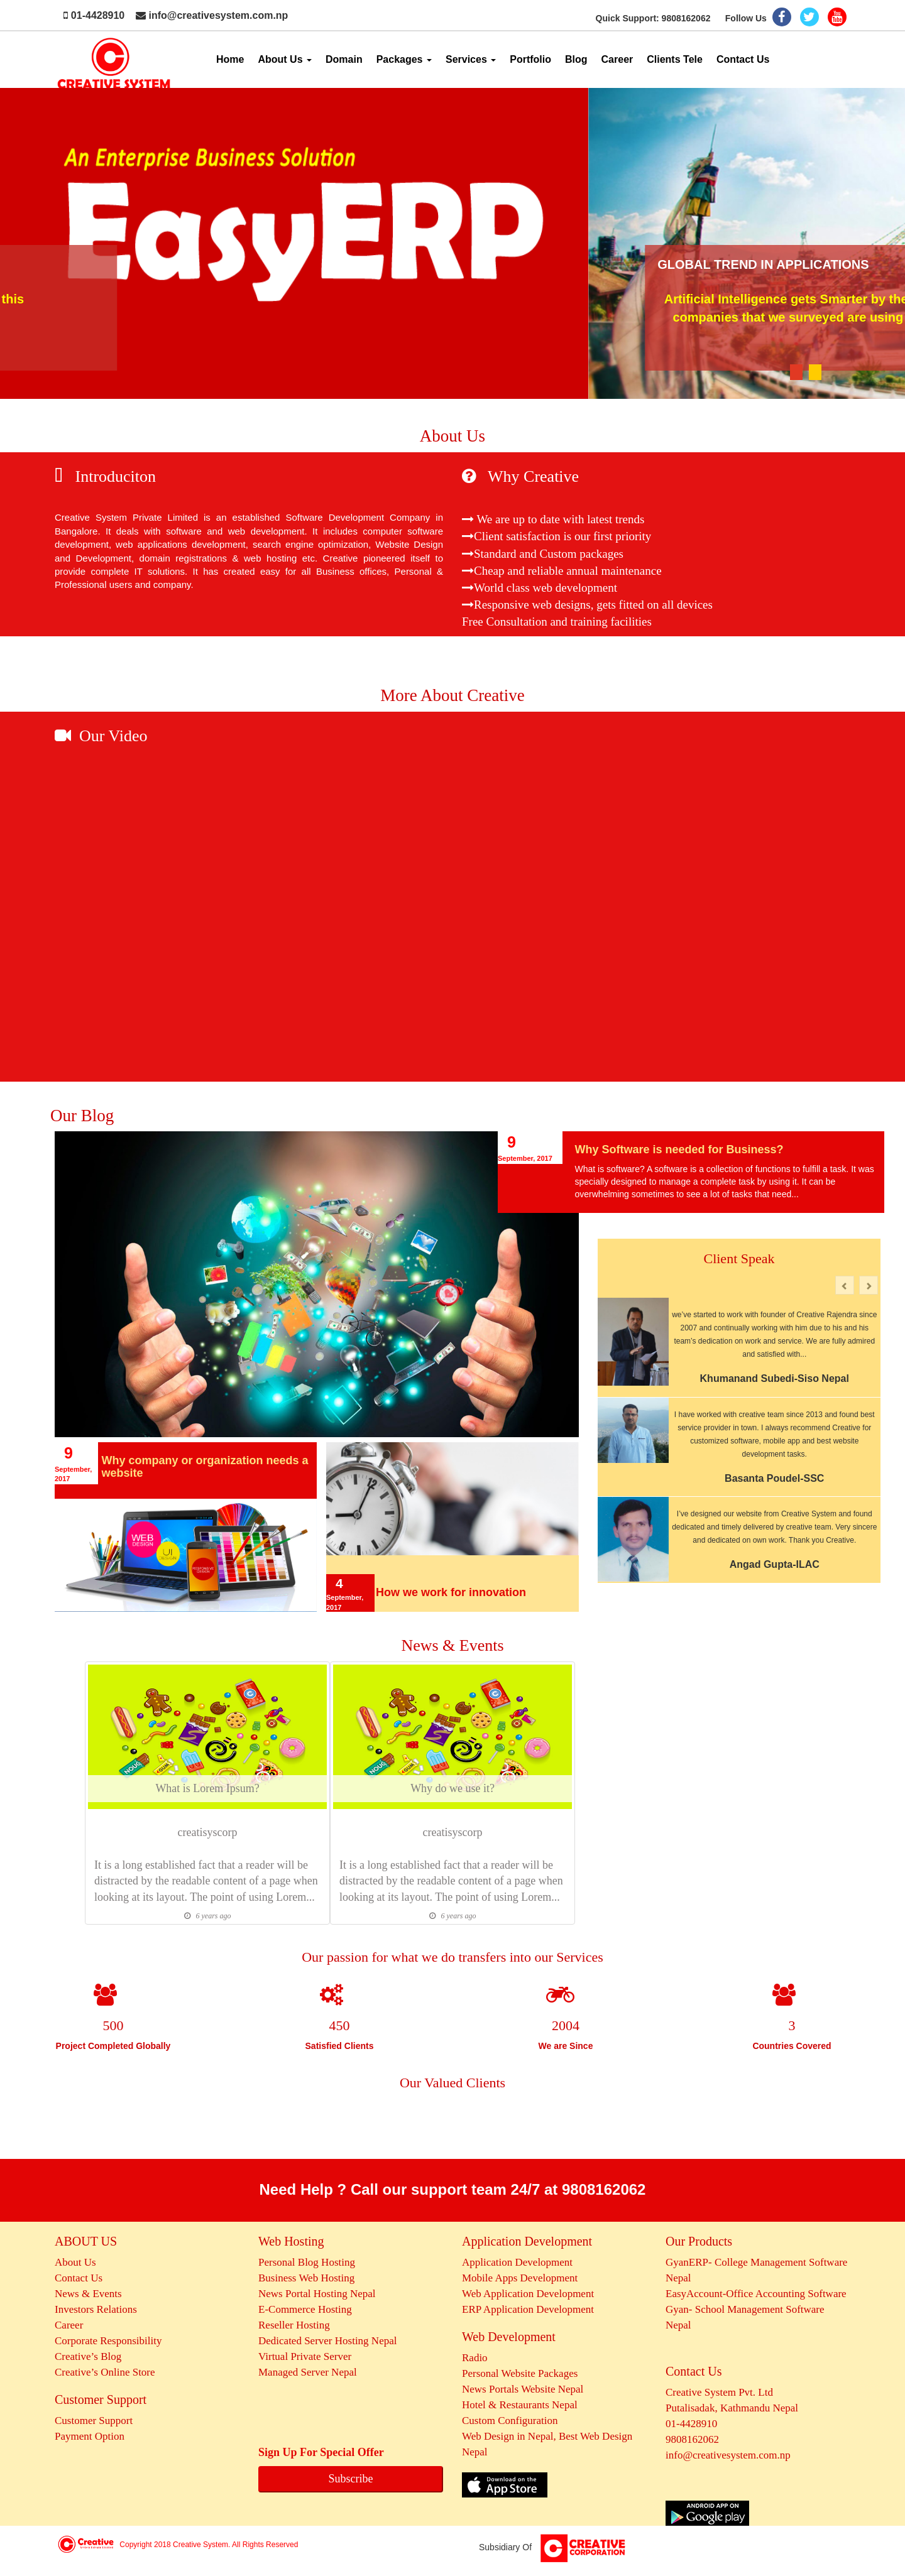 01-4428910 info@creativesystem.com.np
Quick Support: 9808162062 Follow Us
You Tube
CREATIVE SYSTEM
Home About Us Domain Packages Services Portfolio Blog Career Clients Tele Contact Us
An Enterprise Business Solution
EasyERP
this
GLOBAL TREND IN APPLICATIONS
Artificial Intelligence gets Smarter by the
companies that we surveyed are using
About Us
Introduciton
Creative System Private Limited is an established Software Development Company in
Bangalore. It deals with software and web development. It includes computer software
development, web applications development, search engine optimization, Website Design
and Development, domain registrations & web hosting etc. Creative pioneered itself to
provide complete IT solutions. It has created easy for all Business offices, Personal &
Professional users and company.
Why Creative
We are up to date with latest trends
Client satisfaction is our first priority
Standard and Custom packages
Cheap and reliable annual maintenance
World class web development
Responsive web designs, gets fitted on all devices
Free Consultation and training facilities
More About Creative
Our Video
Our Blog
9
September, 2017
Why Software is needed for Business?
What is software? A software is a collection of functions to fulfill a task. It was
specially designed to manage a complete task by using it. It can be
overwhelming sometimes to see a lot of tasks that need...
Client Speak
we've started to work with founder of Creative Rajendra since
2007 and continually working with him due to his and his
team's dedication on work and service. We are fully admired
and satisfied with...
Khumanand Subedi-Siso Nepal
I have worked with creative team since 2013 and found best
service provider in town. I always recommend Creative for
customized software, mobile app and best website
development tasks.
Basanta Poudel-SSC
I've designed our website from Creative System and found
dedicated and timely delivered by creative team. Very sincere
and dedicated on own work. Thank you Creative.
Angad Gupta-ILAC
9
September,
2017
Why company or organization needs a
website
WEB
DESIGN
UI
4
September,
2017
How we work for innovation
News & Events
What is Lorem Ipsum?
creatisyscorp
It is a long established fact that a reader will be
distracted by the readable content of a page when
looking at its layout. The point of using Lorem...
6 years ago
Why do we use it?
creatisyscorp
It is a long established fact that a reader will be
distracted by the readable content of a page when
looking at its layout. The point of using Lorem...
6 years ago
Our passion for what we do transfers into our Services
500
Project Completed Globally
450
Satisfied Clients
2004
We are Since
3
Countries Covered
Our Valued Clients
Need Help ? Call our support team 24/7 at 9808162062
ABOUT US
About Us
Contact Us
News & Events
Investors Relations
Career
Corporate Responsibility
Creative's Blog
Creative's Online Store
Customer Support
Customer Support
Payment Option
Web Hosting
Personal Blog Hosting
Business Web Hosting
News Portal Hosting Nepal
E-Commerce Hosting
Reseller Hosting
Dedicated Server Hosting Nepal
Virtual Private Server
Managed Server Nepal
Sign Up For Special Offer
Subscribe
Application Development
Application Development
Mobile Apps Development
Web Application Development
ERP Application Development
Web Development
Radio
Personal Website Packages
News Portals Website Nepal
Hotel & Restaurants Nepal
Custom Configuration
Web Design in Nepal, Best Web Design
Nepal
Download on the
App Store
Our Products
GyanERP- College Management Software
Nepal
EasyAccount-Office Accounting Software
Gyan- School Management Software
Nepal
Contact Us
Creative System Pvt. Ltd
Putalisadak, Kathmandu Nepal
01-4428910
9808162062
info@creativesystem.com.np
ANDROID APP ON
Google play
Creative
Copyright 2018 Creative System. All Rights Reserved
Subsidiary Of
CREATIVE
CORPORATION